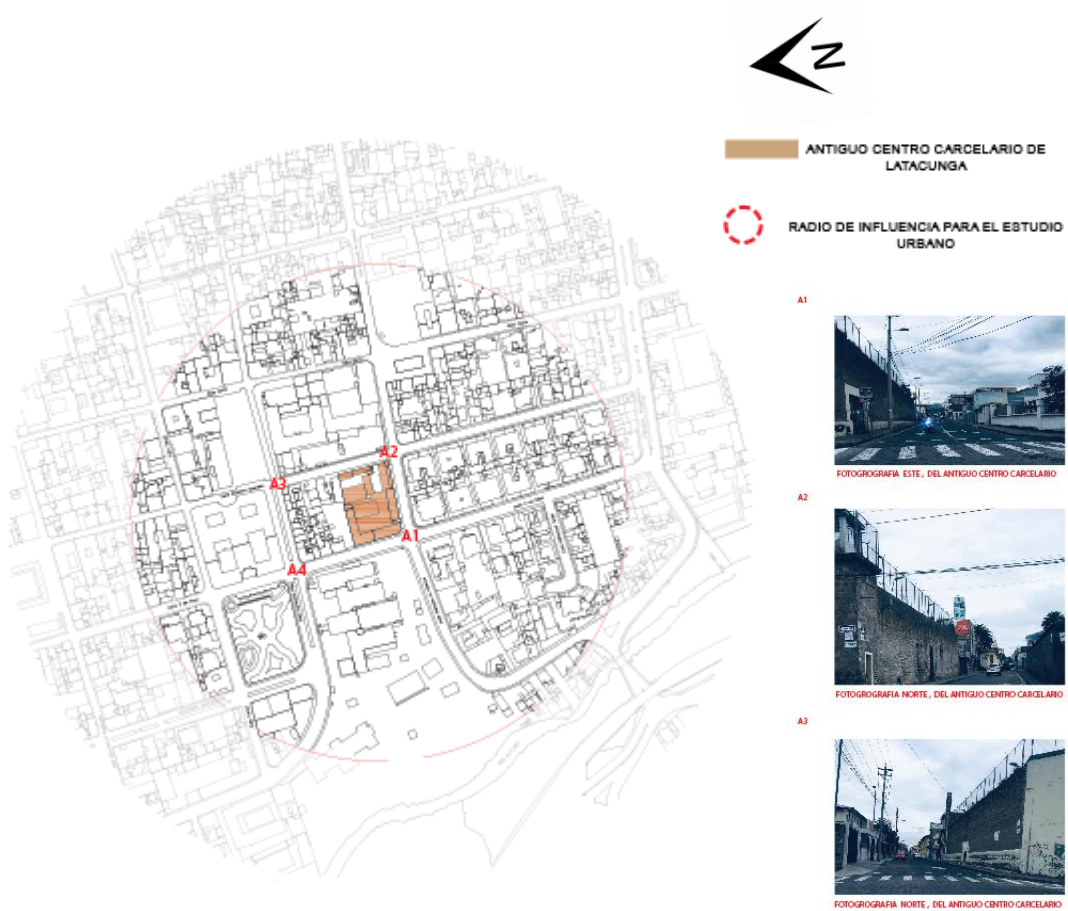 N
ANTIGUO CENTRO CARCELARIO DE
LATACUNGA
RADIO DE INFLUENCIA PARA EL ESTUDIO
URBANO
A1
FOTOGROGRAFIA ESTE , DEL ANTIGUO CENTRO CARCELARIO
A2
FOTOGROGRAFIA NORTE , DEL ANTIGUO CENTRO CARCELARIO
A3
FOTOGROGRAFIA NORTE , DEL ANTIGUO CENTRO CARCELARIO
A2
A3
A1
A4